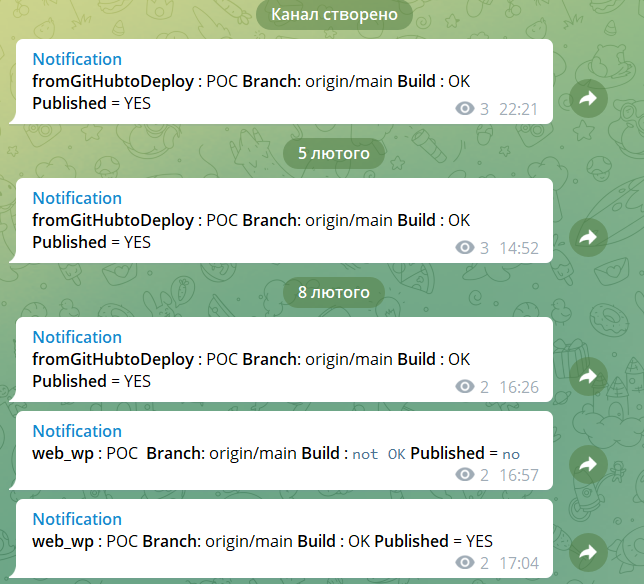 Канал створено
Notification
fromGitHubtoDeploy : POC Branch: origin/main Build : OK
Published = YES
3 22:21
5 лютого
Notification
fromGitHubtoDeploy : POC Branch: origin/main Build : OK
Published = YES
3 14:52
8 лютого
Notification
fromGitHubtoDeploy : POC Branch: origin/main Build : OK
Published = YES
2 16:26
Notification
web_wp : POC Branch: origin/main Build : not OK Published = no
2 16:57
Notification
web_wp : POC Branch: origin/main Build : OK Published = YES
2 17:04